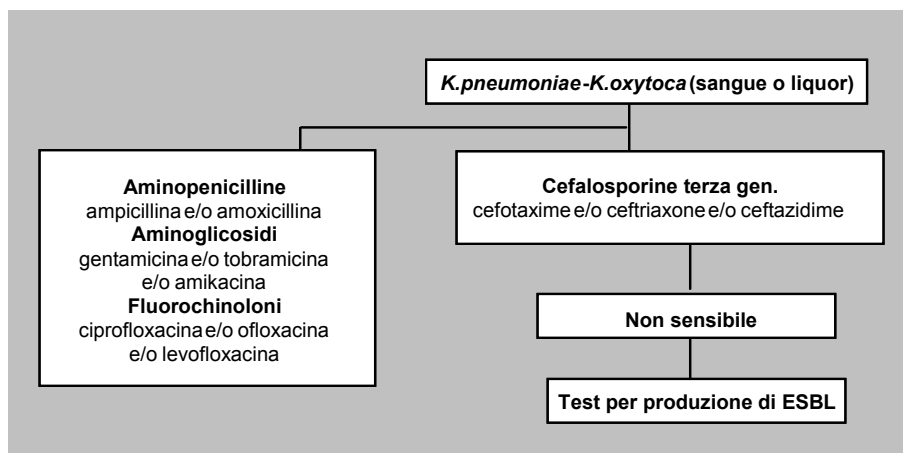 K.pneumoniae-K.oxytoca (sangue o liquor)
Aminopenicilline
ampicillina e/o amoxicillina
Aminoglicosidi
gentamicina e/o tobramicina
e/o amikacina
Fluorochinoloni
ciprofloxacina e/o ofloxacina
e/o levofloxacina
Cefalosporine terza gen.
cefotaxime e/o ceftriaxone e/o ceftazidime
Non sensibile
Test per produzione di ESBL